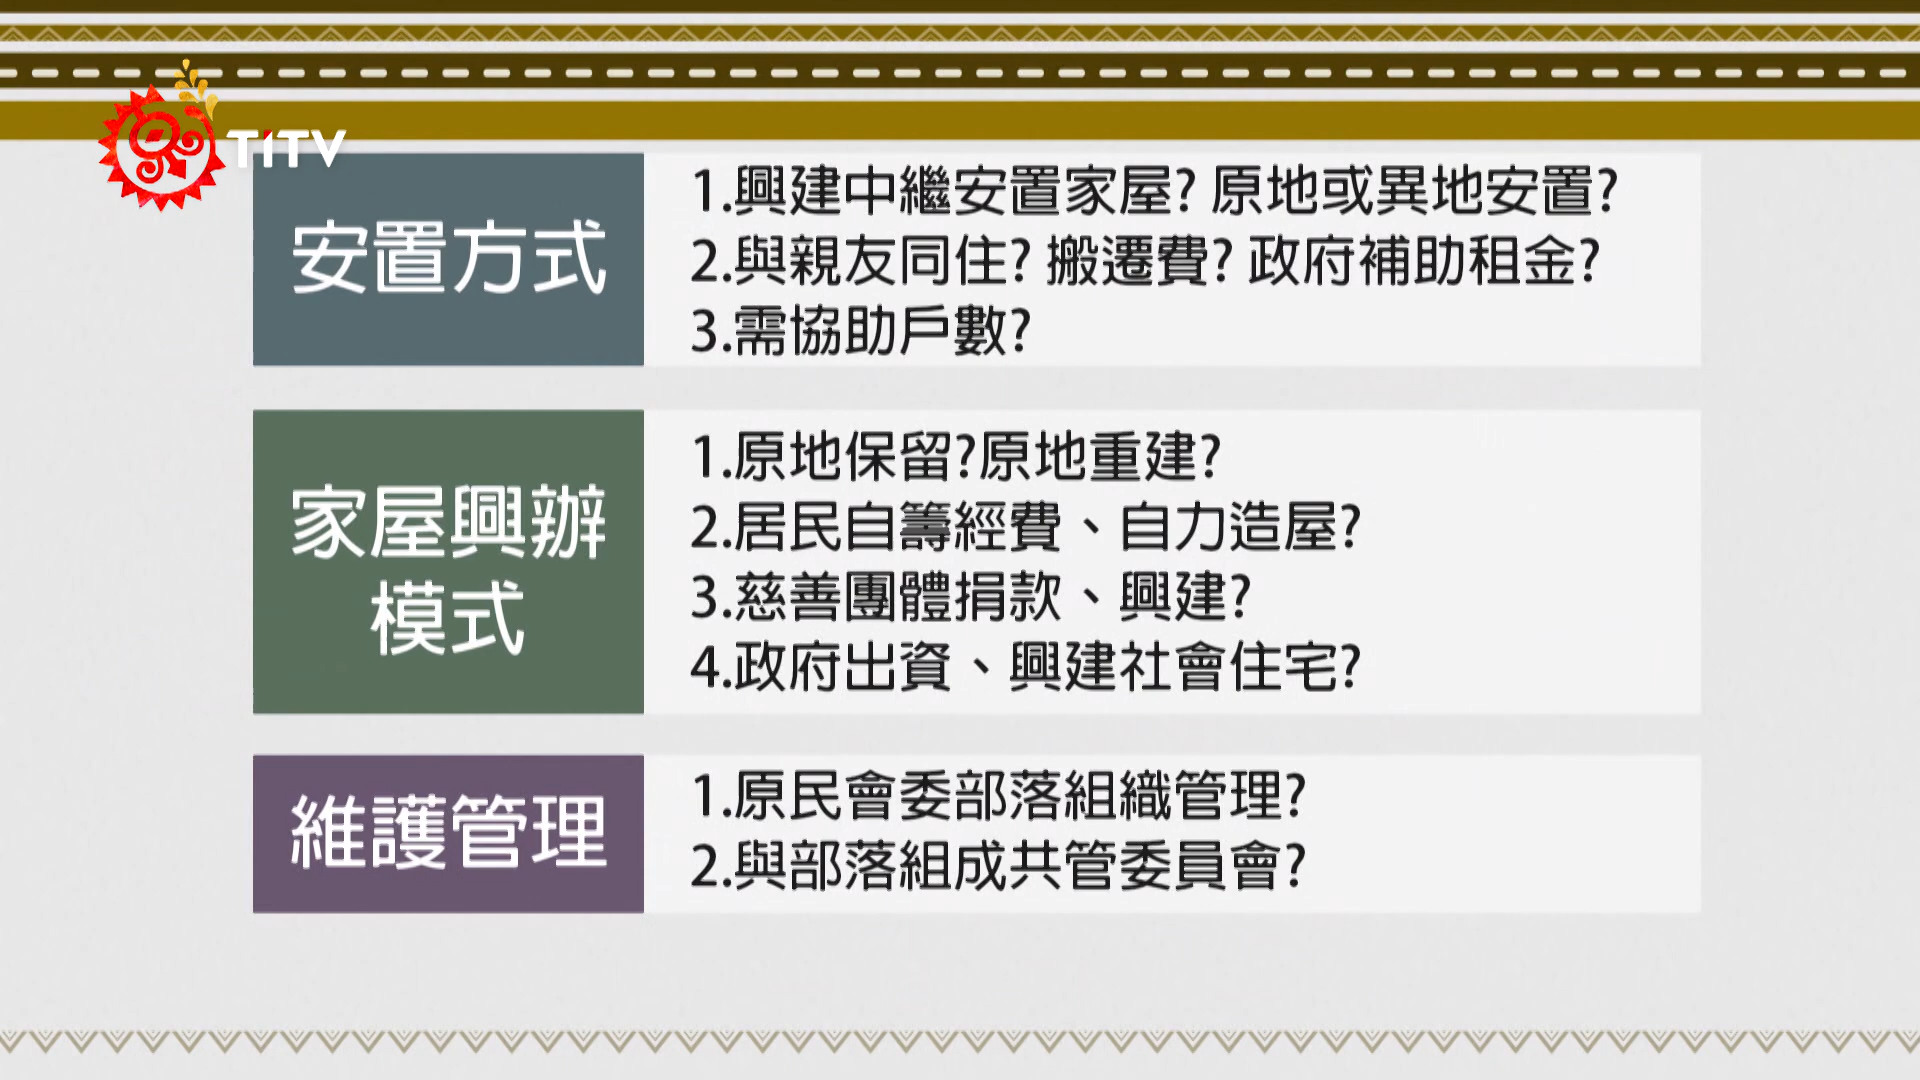 TiTV
安置方式
1.興建中繼安置家屋? 原地或異地安置?
2.與親友同住? 搬遷費? 政府補助租金?
3.需協助戶數?
家屋興辦
模式
1.原地保留?原地重建?
2.居民自籌經費、自力造屋?
3.慈善團體捐款、興建?
4.政府出資、興建社會住宅?
維護管理
1.原民會委部落組織管理?
2.與部落組成共管委員會?